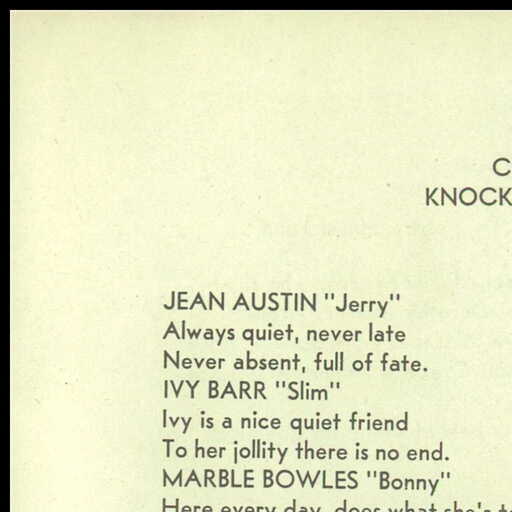 C
KNOCK
JEAN AUSTIN "Jerry"
Always quiet, never late
Never absent, full of fate.
IVY BARR "Slim"
Ivy is a nice quiet friend
To her jollity there is no end.
MARBLE BOWLES "Bonny"
Here every day, does what she's t